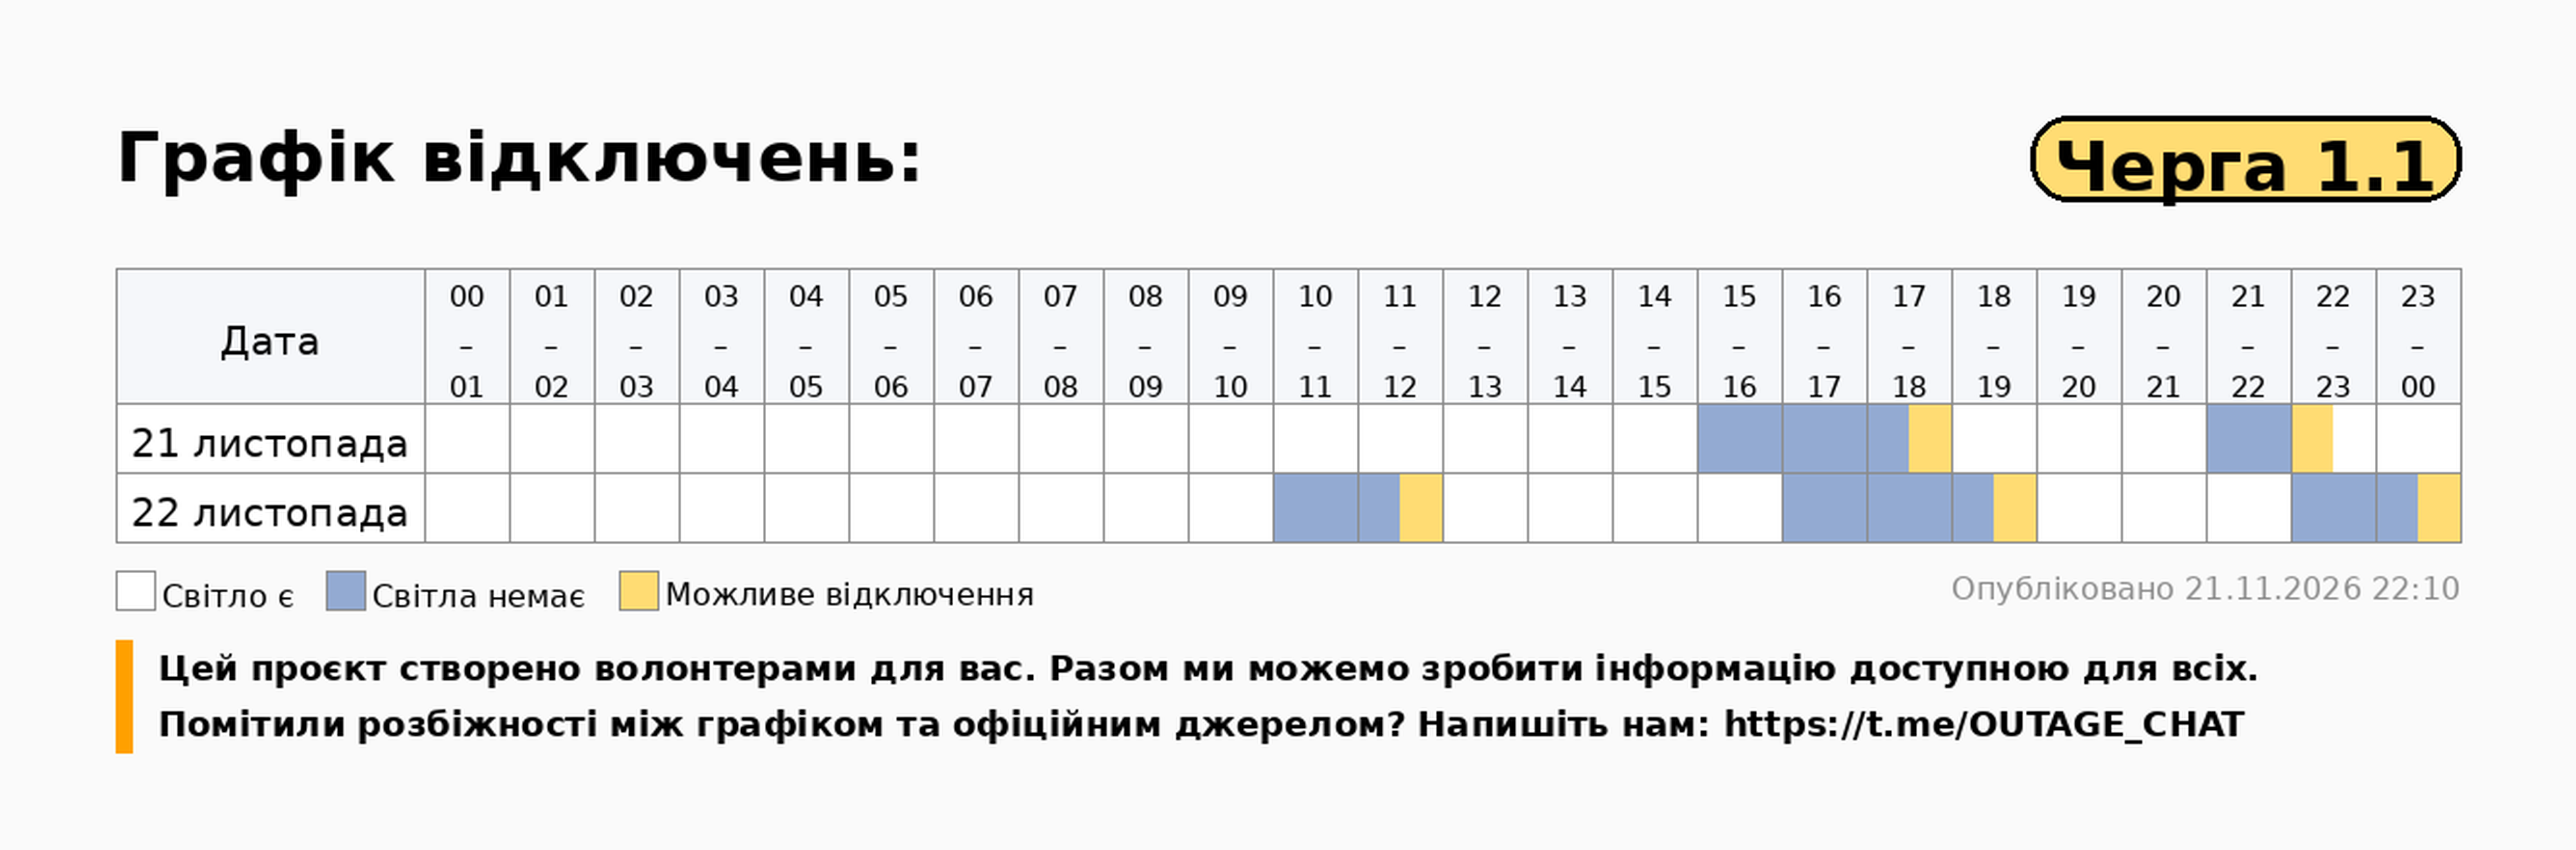 Графік відключень:
Черга 1.1
Дата
00 – 01
01 – 02
02 – 03
03 – 04
04 – 05
05 – 06
06 – 07
07 – 08
08 – 09
09 – 10
10 – 11
11 – 12
12 – 13
13 – 14
14 – 15
15 – 16
16 – 17
17 – 18
18 – 19
19 – 20
20 – 21
21 – 22
22 – 23
23 – 00
21 листопада
22 листопада
Світло є
Світла немає
Можливе відключення
Опубліковано 21.11.2026 22:10
Цей проєкт створено волонтерами для вас. Разом ми можемо зробити інформацію доступною для всіх.
Помітили розбіжності між графіком та офіційним джерелом? Напишіть нам: https://t.me/OUTAGE_CHAT